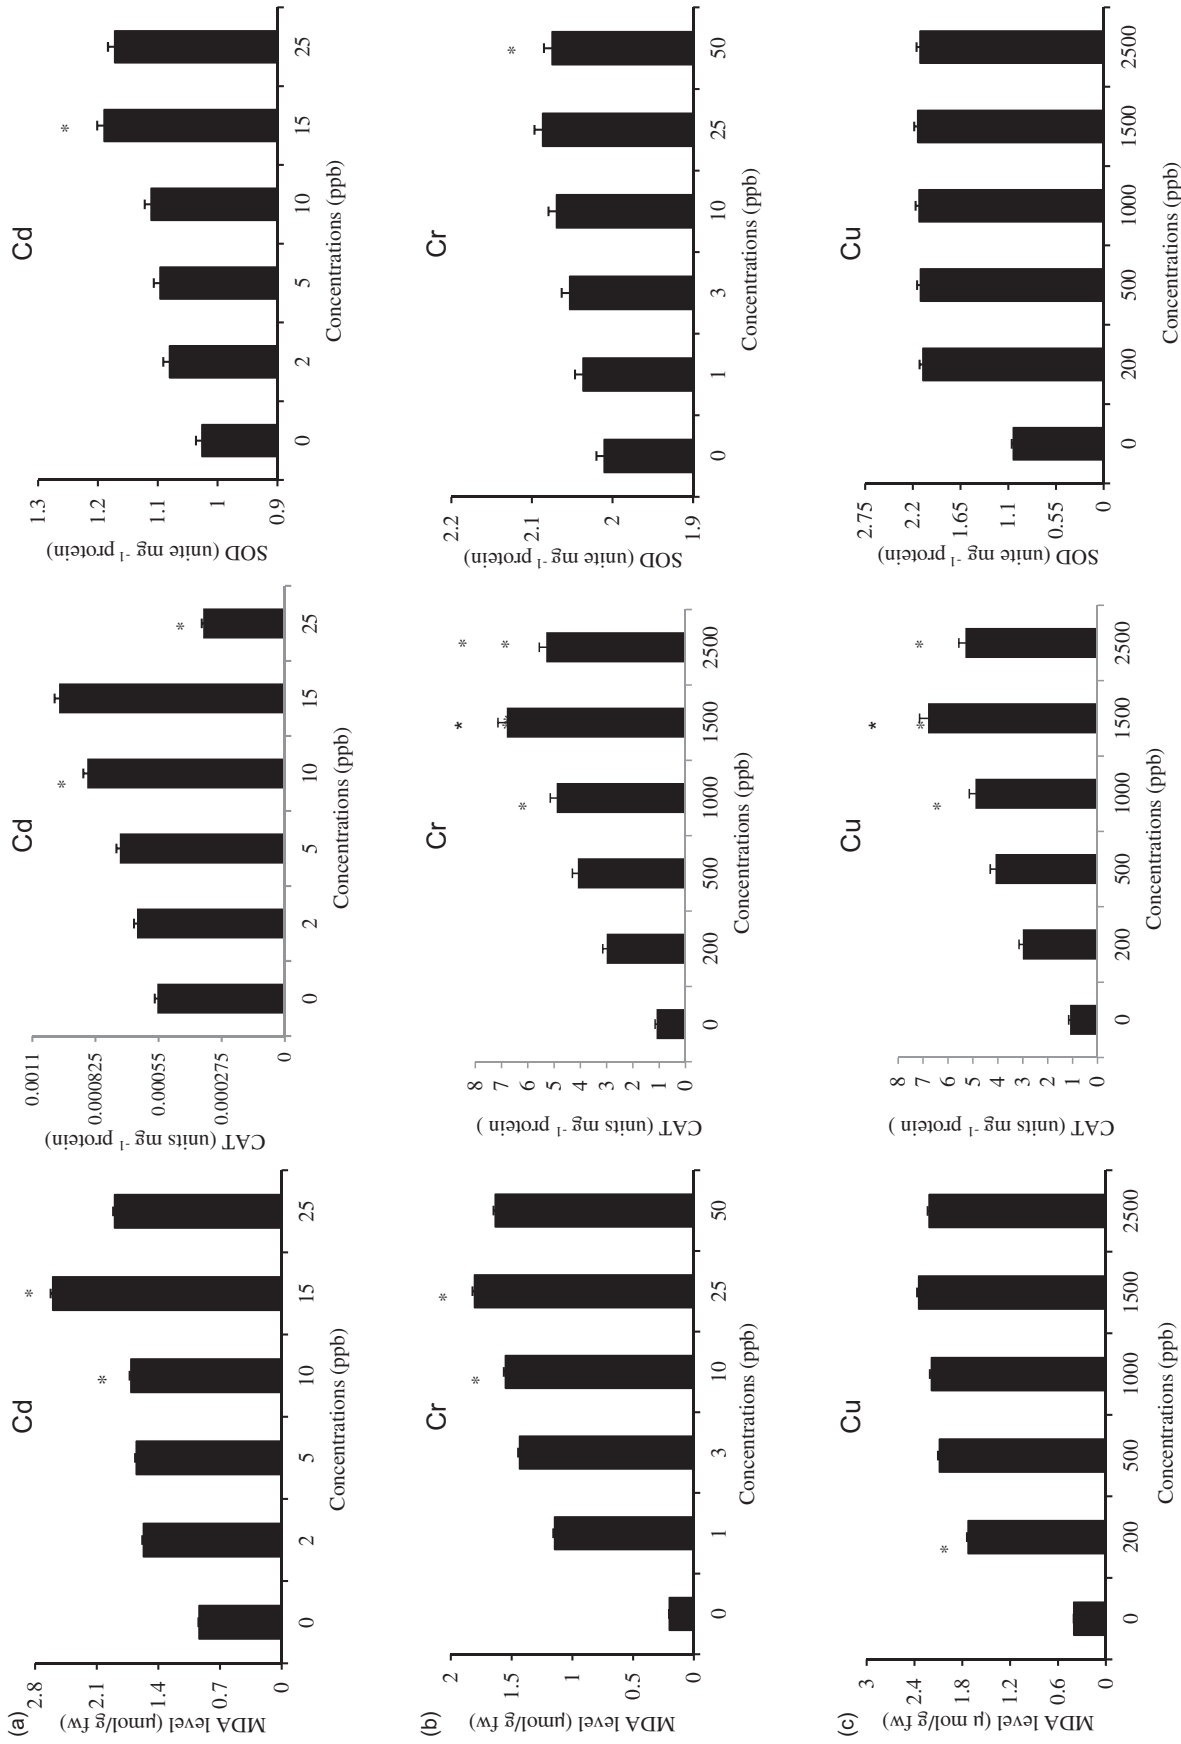 (a)
Cd
MDA level (µmol/g fw)
2.8
2.1
1.4
0.7
0
0 2 5 10 15 25
* *
Concentrations (ppb)
Cd
CAT (units mg-1 protein)
0.0011
0.000825
0.00055
0.000275
0
0 2 5 10 15 25
* *
Concentrations (ppb)
Cd
SOD (unite mg-1 protein)
1.3
1.2
1.1
1
0.9
0 2 5 10 15 25
*
Concentrations (ppb)
(b)
Cr
MDA level (µmol/g fw)
2
1.5
1
0.5
0
0 1 3 10 25 50
* *
Concentrations (ppb)
Cr
CAT (units mg-1 protein )
8
7
6
5
4
3
2
1
0
0 200 500 1000 1500 2500
* * * * *
Concentrations (ppb)
Cr
SOD (unite mg-1 protein)
2.2
2.1
2
1.9
0 1 3 10 25 50
*
Concentrations (ppb)
(c)
Cu
MDA level (µ mol/g fw)
3
2.4
1.8
1.2
0.6
0
0 200 500 1000 1500 2500
*
Concentrations (ppb)
Cu
CAT (units mg-1 protein )
8
7
6
5
4
3
2
1
0
0 200 500 1000 1500 2500
* * * *
Concentrations (ppb)
Cu
SOD (unite mg-1 protein)
2.75
2.2
1.65
1.1
0.55
0
0 200 500 1000 1500 2500
Concentrations (ppb)